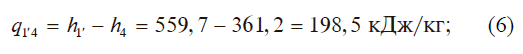 q₁'₄ = h₁' − h₄ = 559,7 − 361,2 = 198,5 кДж/кг; (6)